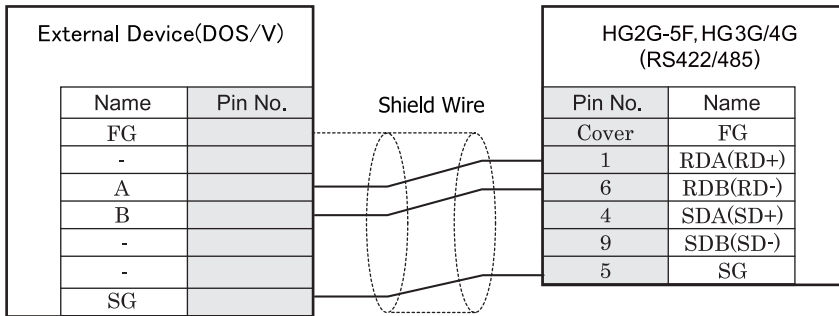 External Device(DOS/V)
Name Pin No.
FG
-
A
B
-
-
SG
Shield Wire
HG2G-5F, HG3G/4G
(RS422/485)
Pin No. Name
Cover FG
1 RDA(RD+)
6 RDB(RD-)
4 SDA(SD+)
9 SDB(SD-)
5 SG